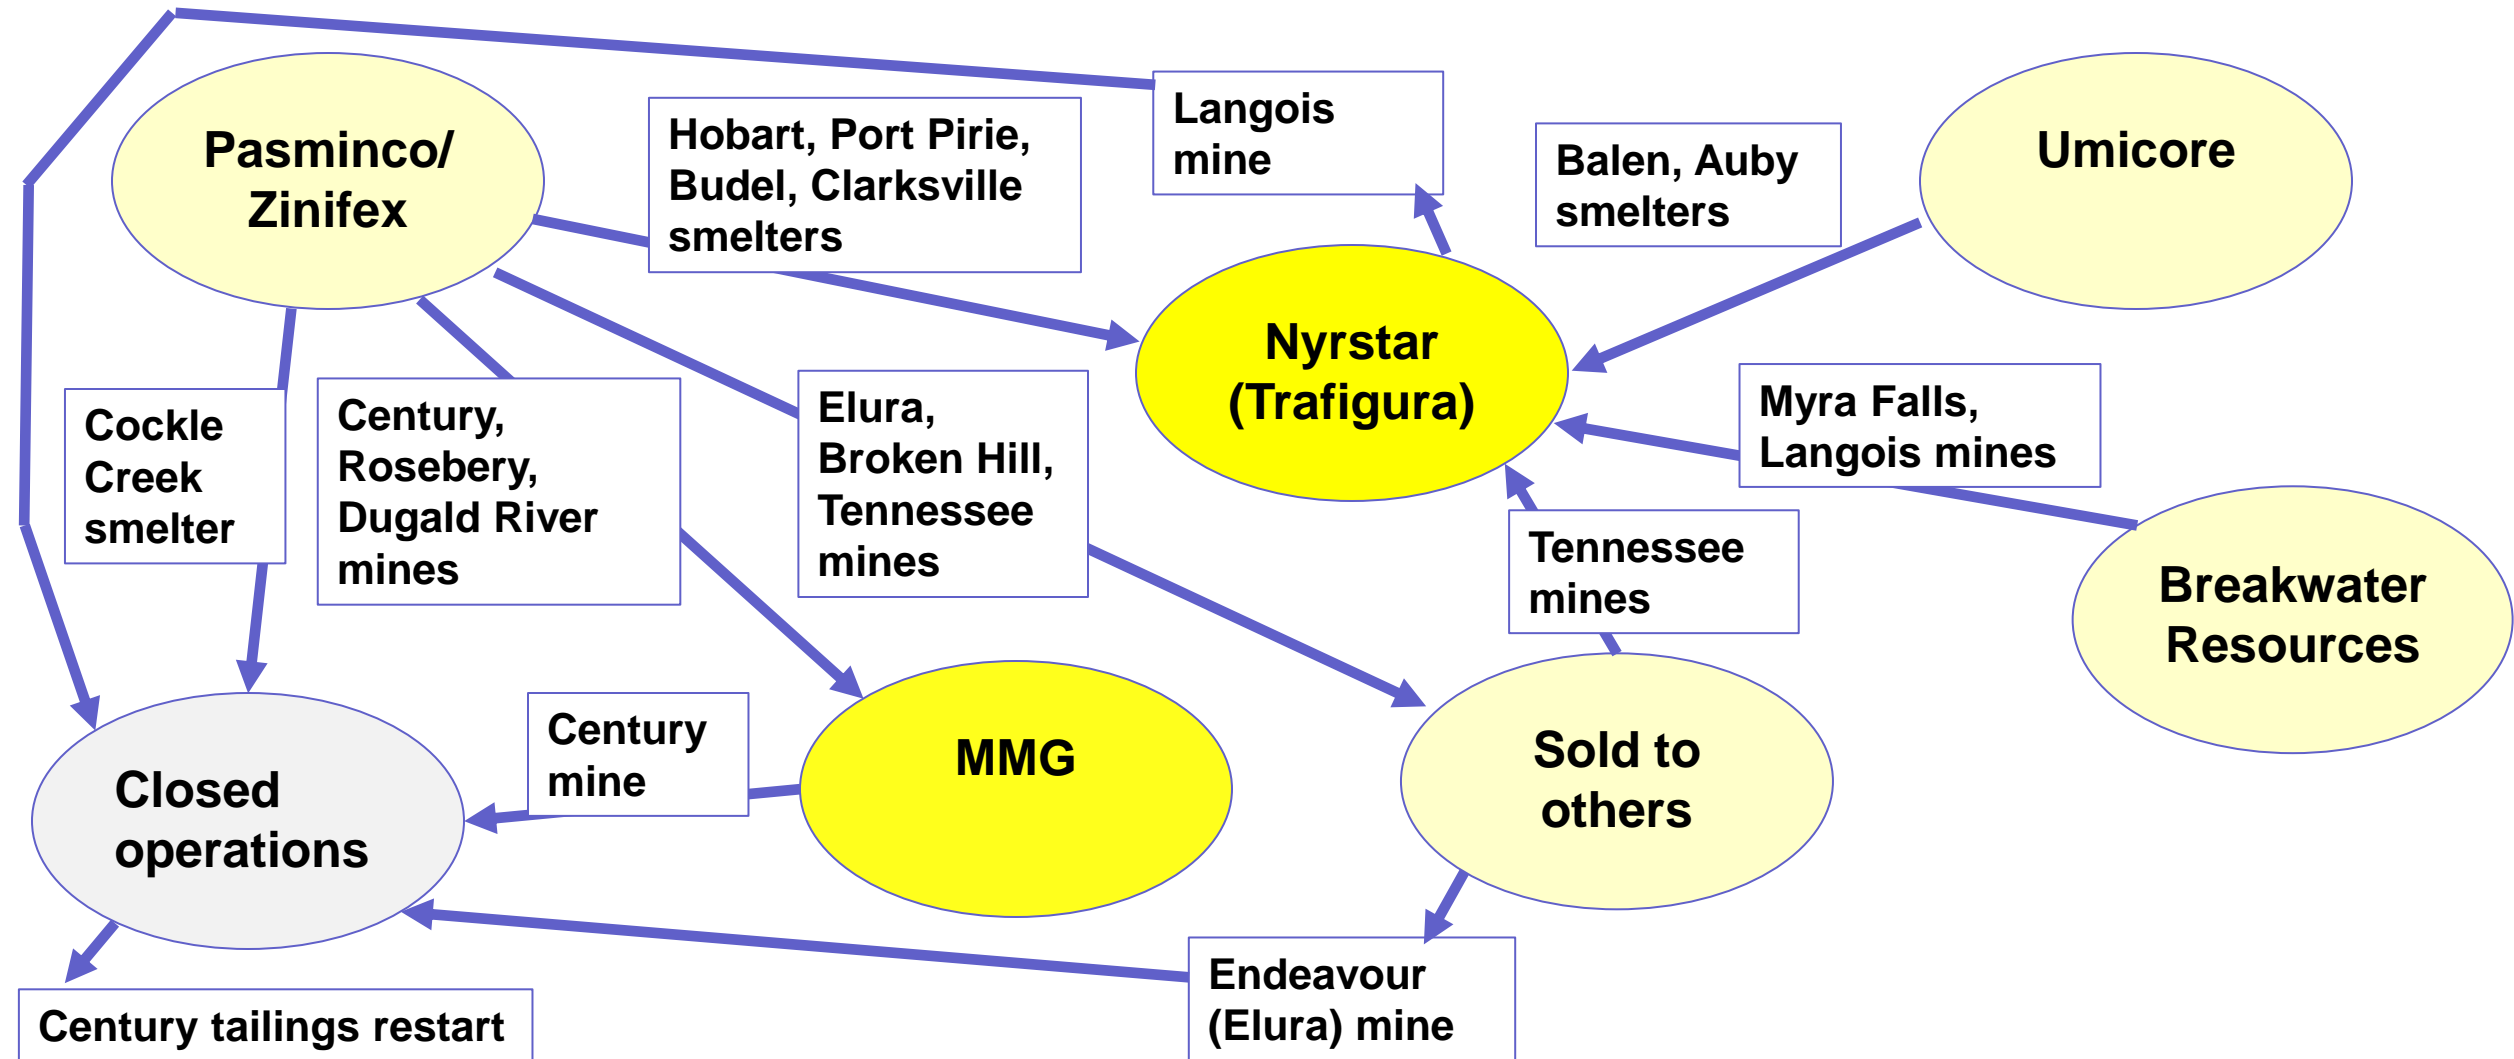 Pasminco/
Zinifex
Hobart, Port Pirie,
Budel, Clarksville
smelters
Langois
mine
Balen, Auby
smelters
Umicore
Nyrstar
(Trafigura)
Cockle
Creek
smelter
Century,
Rosebery,
Dugald River
mines
Elura,
Broken Hill,
Tennessee
mines
Myra Falls,
Langois mines
Tennessee
mines
Breakwater
Resources
Closed
operations
Century
mine
MMG
Sold to
others
Century tailings restart
Endeavour
(Elura) mine